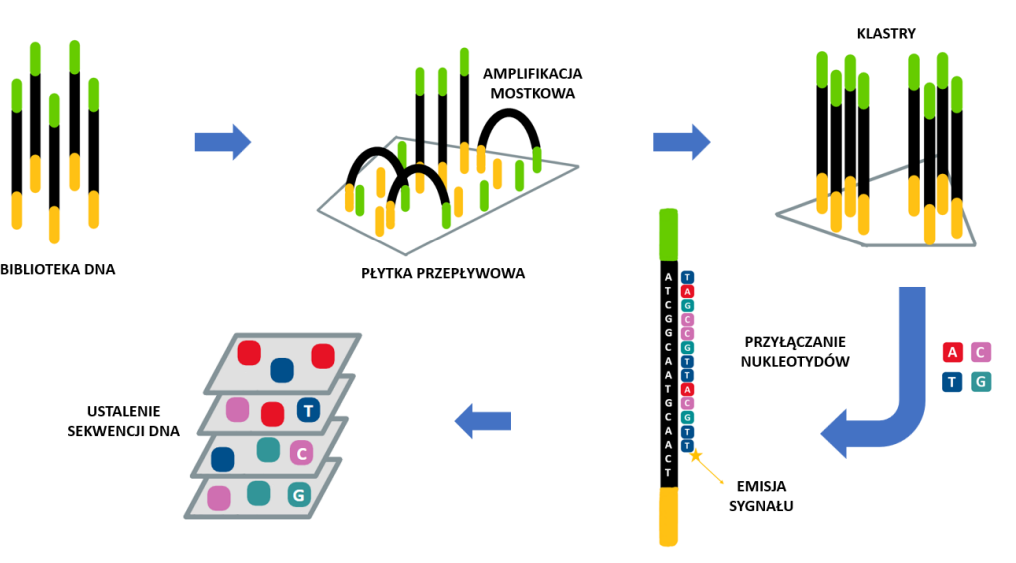 BIBLIOTEKA DNA
AMPLIFIKACJA
MOSTKOWA
PŁYTKA PRZEPŁYWOWA
KLASTRY
PRZYŁĄCZANIE
NUKLEOTYDÓW
A C
T G
A T
T A
C G
G C
G C
C G
A T
A T
T A
G C
C G
A T
A T
C
T
EMISJA
SYGNAŁU
USTALENIE
SEKWENCJI DNA
T
C
G